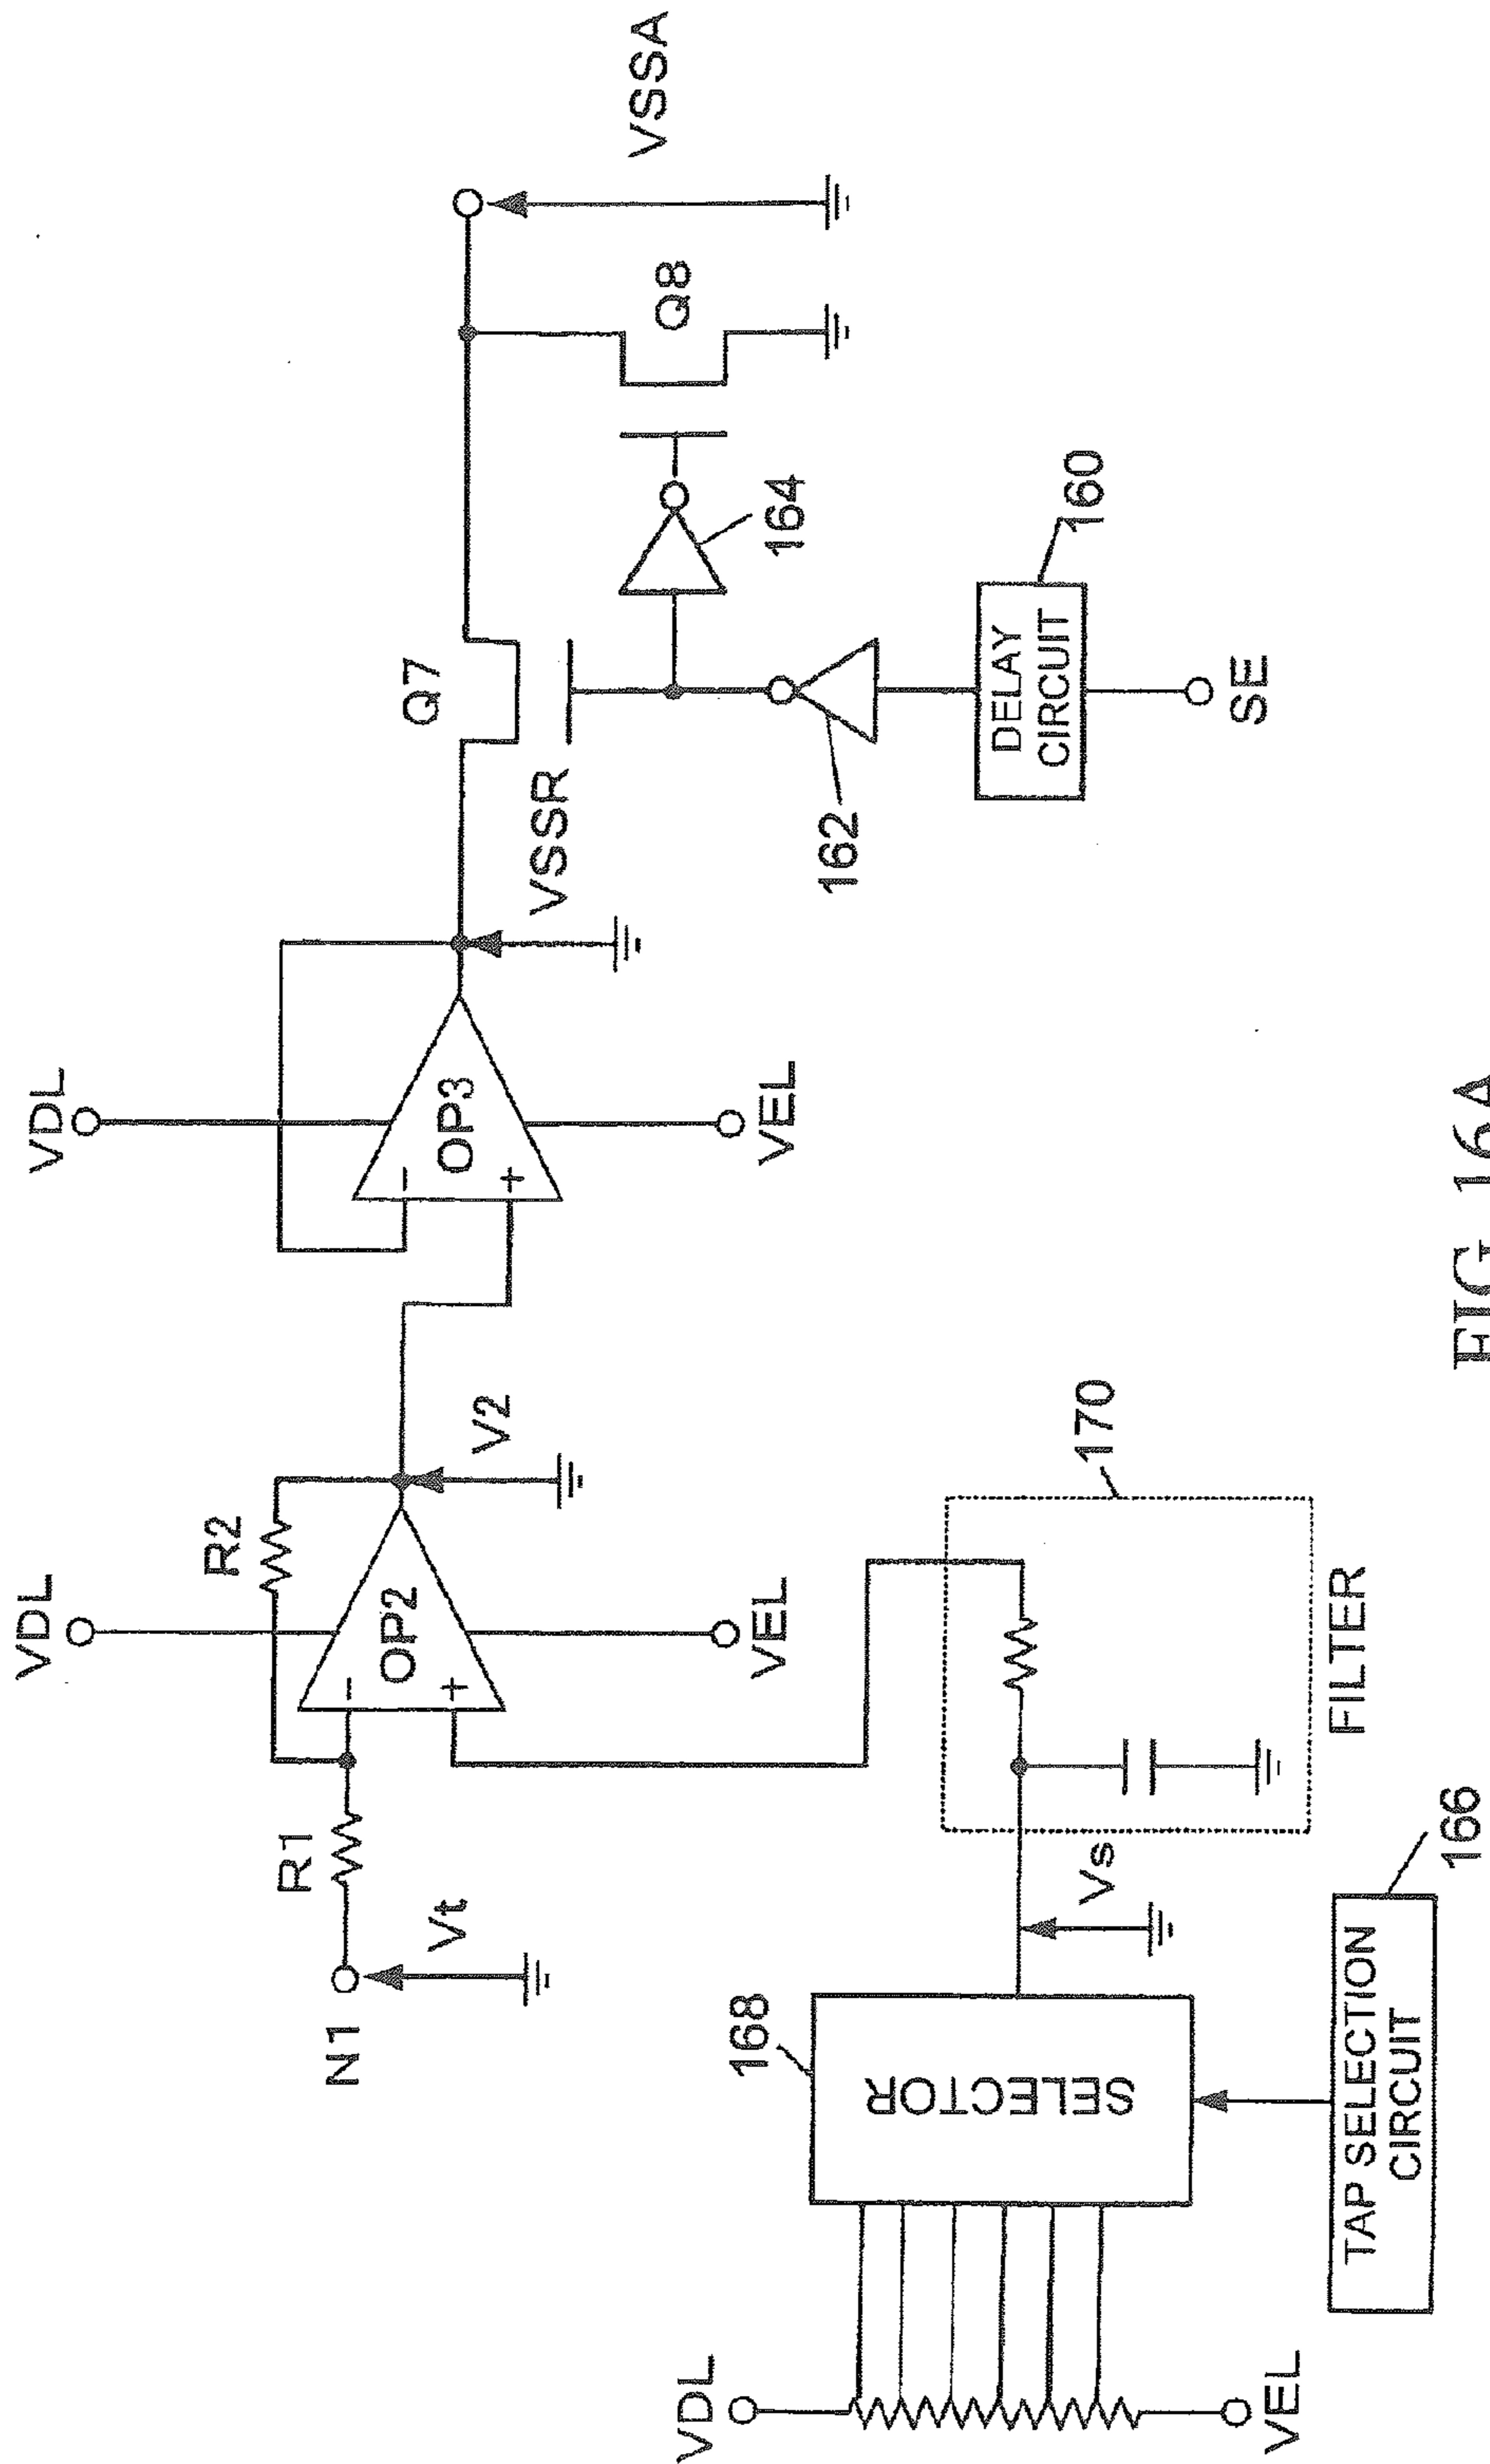 VDL
VDL
R2
R1
N1
Vt
OP2
−
+
V2
VEL
OP3
−
+
VEL
VSSR
Q7
Q8
VSSA
164
162
DELAY
CIRCUIT
160
SE
VDL
VEL
168
SELECTOR
Vs
170
FILTER
TAP SELECTION
CIRCUIT
166
FIG. 16A